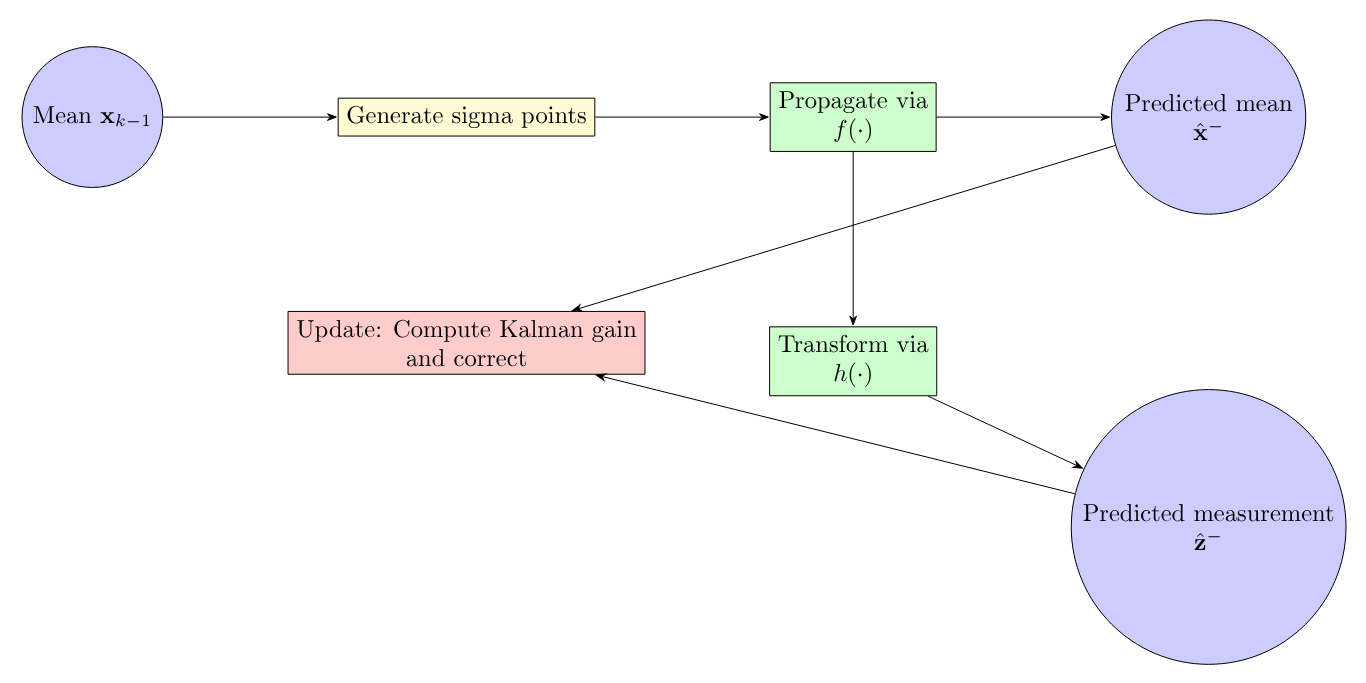 Mean $\mathbf{x}_{k-1}$
Generate sigma points
Propagate via
$f(\cdot)$
Predicted mean
$\hat{\mathbf{x}}^{-}$
Update: Compute Kalman gain
and correct
Transform via
$h(\cdot)$
Predicted measurement
$\hat{\mathbf{z}}^{-}$